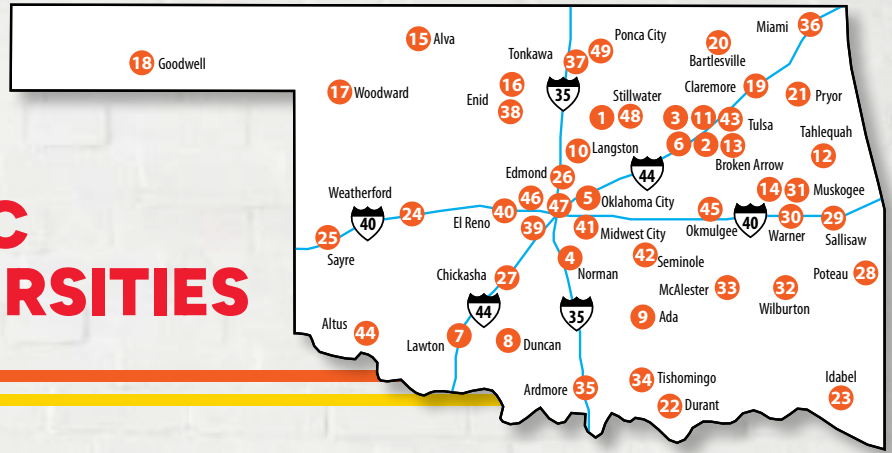 C
RSITIES
18 Goodwell
15 Alva
17 Woodward
Tonkawa
37
49
Ponca City
20
Bartlesville
Miami
36
16
Enid
38
35
Stillwater
1
48
Claremore
19
21 Pryor
3
11
43
Tulsa
6
2
13
Broken Arrow
Tahlequah
12
10 Langston
44
Edmond
26
Weatherford
40
24
El Reno
40
46
47
5
Oklahoma City
39
41
Midwest City
45
Okmulgee
40
14
31
Muskogee
30
Warner
29
Sallisaw
25
Sayre
4
Norman
42
Seminole
Chickasha 27
McAlester 33
32
Wilburton
Poteau 28
44
35
9 Ada
Altus
44
Lawton 7
8 Duncan
Ardmore 35
34 Tishomingo
22 Durant
Idabel
23